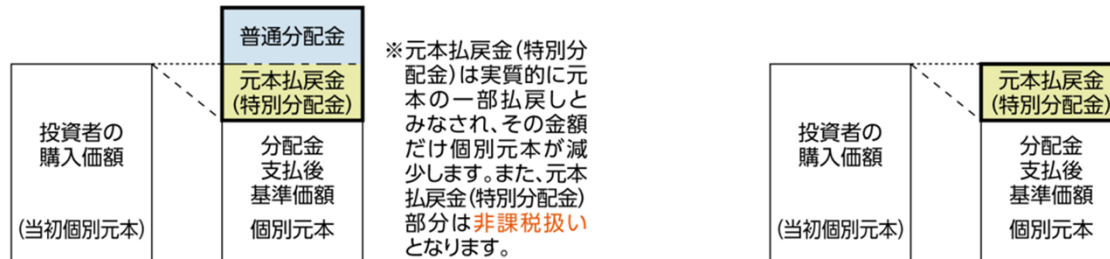 普通分配金
元本払戻金
(特別分配金)
投資者の
購入価額
(当初個別元本)
分配金
支払後
基準価額
個別元本
※元本払戻金(特別分
配金)は実質的に元
本の一部払戻しと
みなされ、その金額
だけ個別元本が減
少します。また、元本
払戻金(特別分配金)
部分は非課税扱い
となります。
元本払戻金
(特別分配金)
投資者の
購入価額
(当初個別元本)
分配金
支払後
基準価額
個別元本